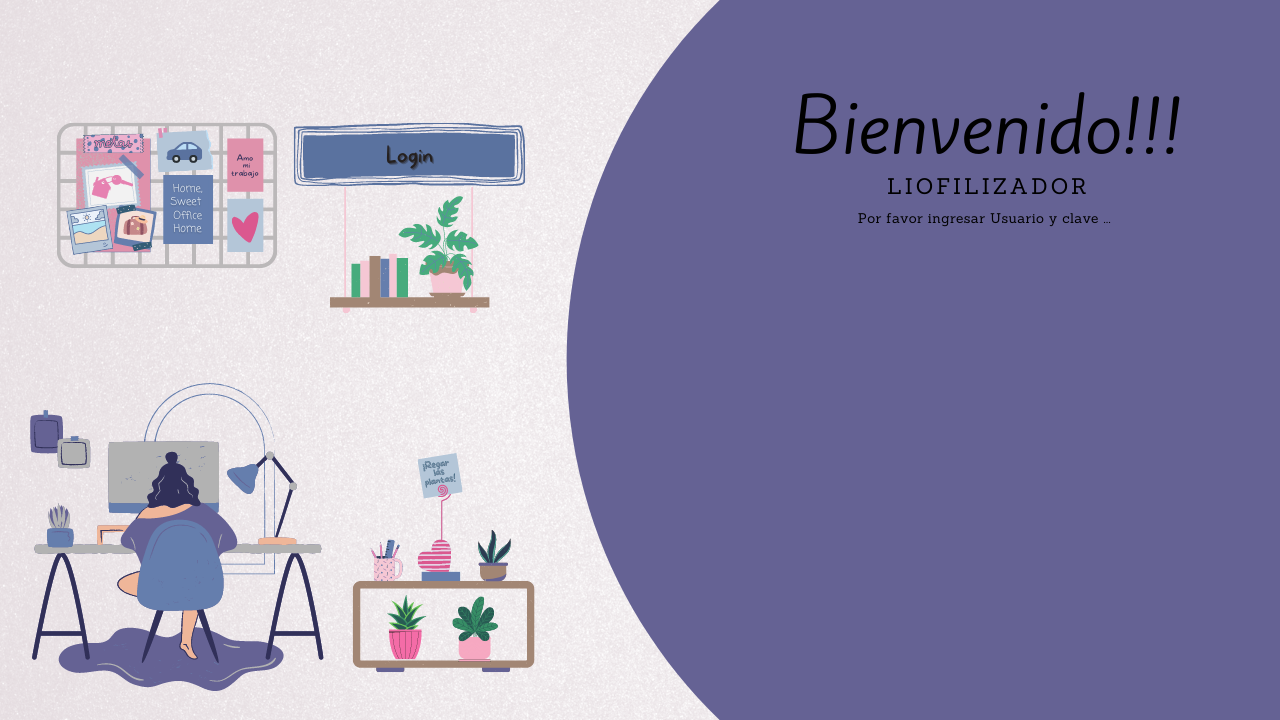 notas
Amo
mi
trabajo
Home,
Sweet
Office
Home
Login
¡Regar
las
plantas!
Bienvenido!!!
LIOFILIZADOR
Por favor ingresar Usuario y clave ...